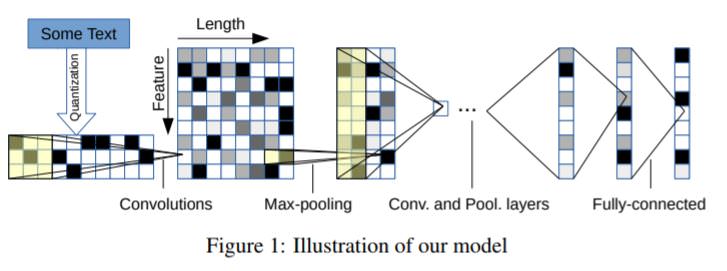 Some Text
Quantization
Length
Feature
...
Convolutions
Max-pooling
Conv. and Pool. layers
Fully-connected
Figure 1: Illustration of our model